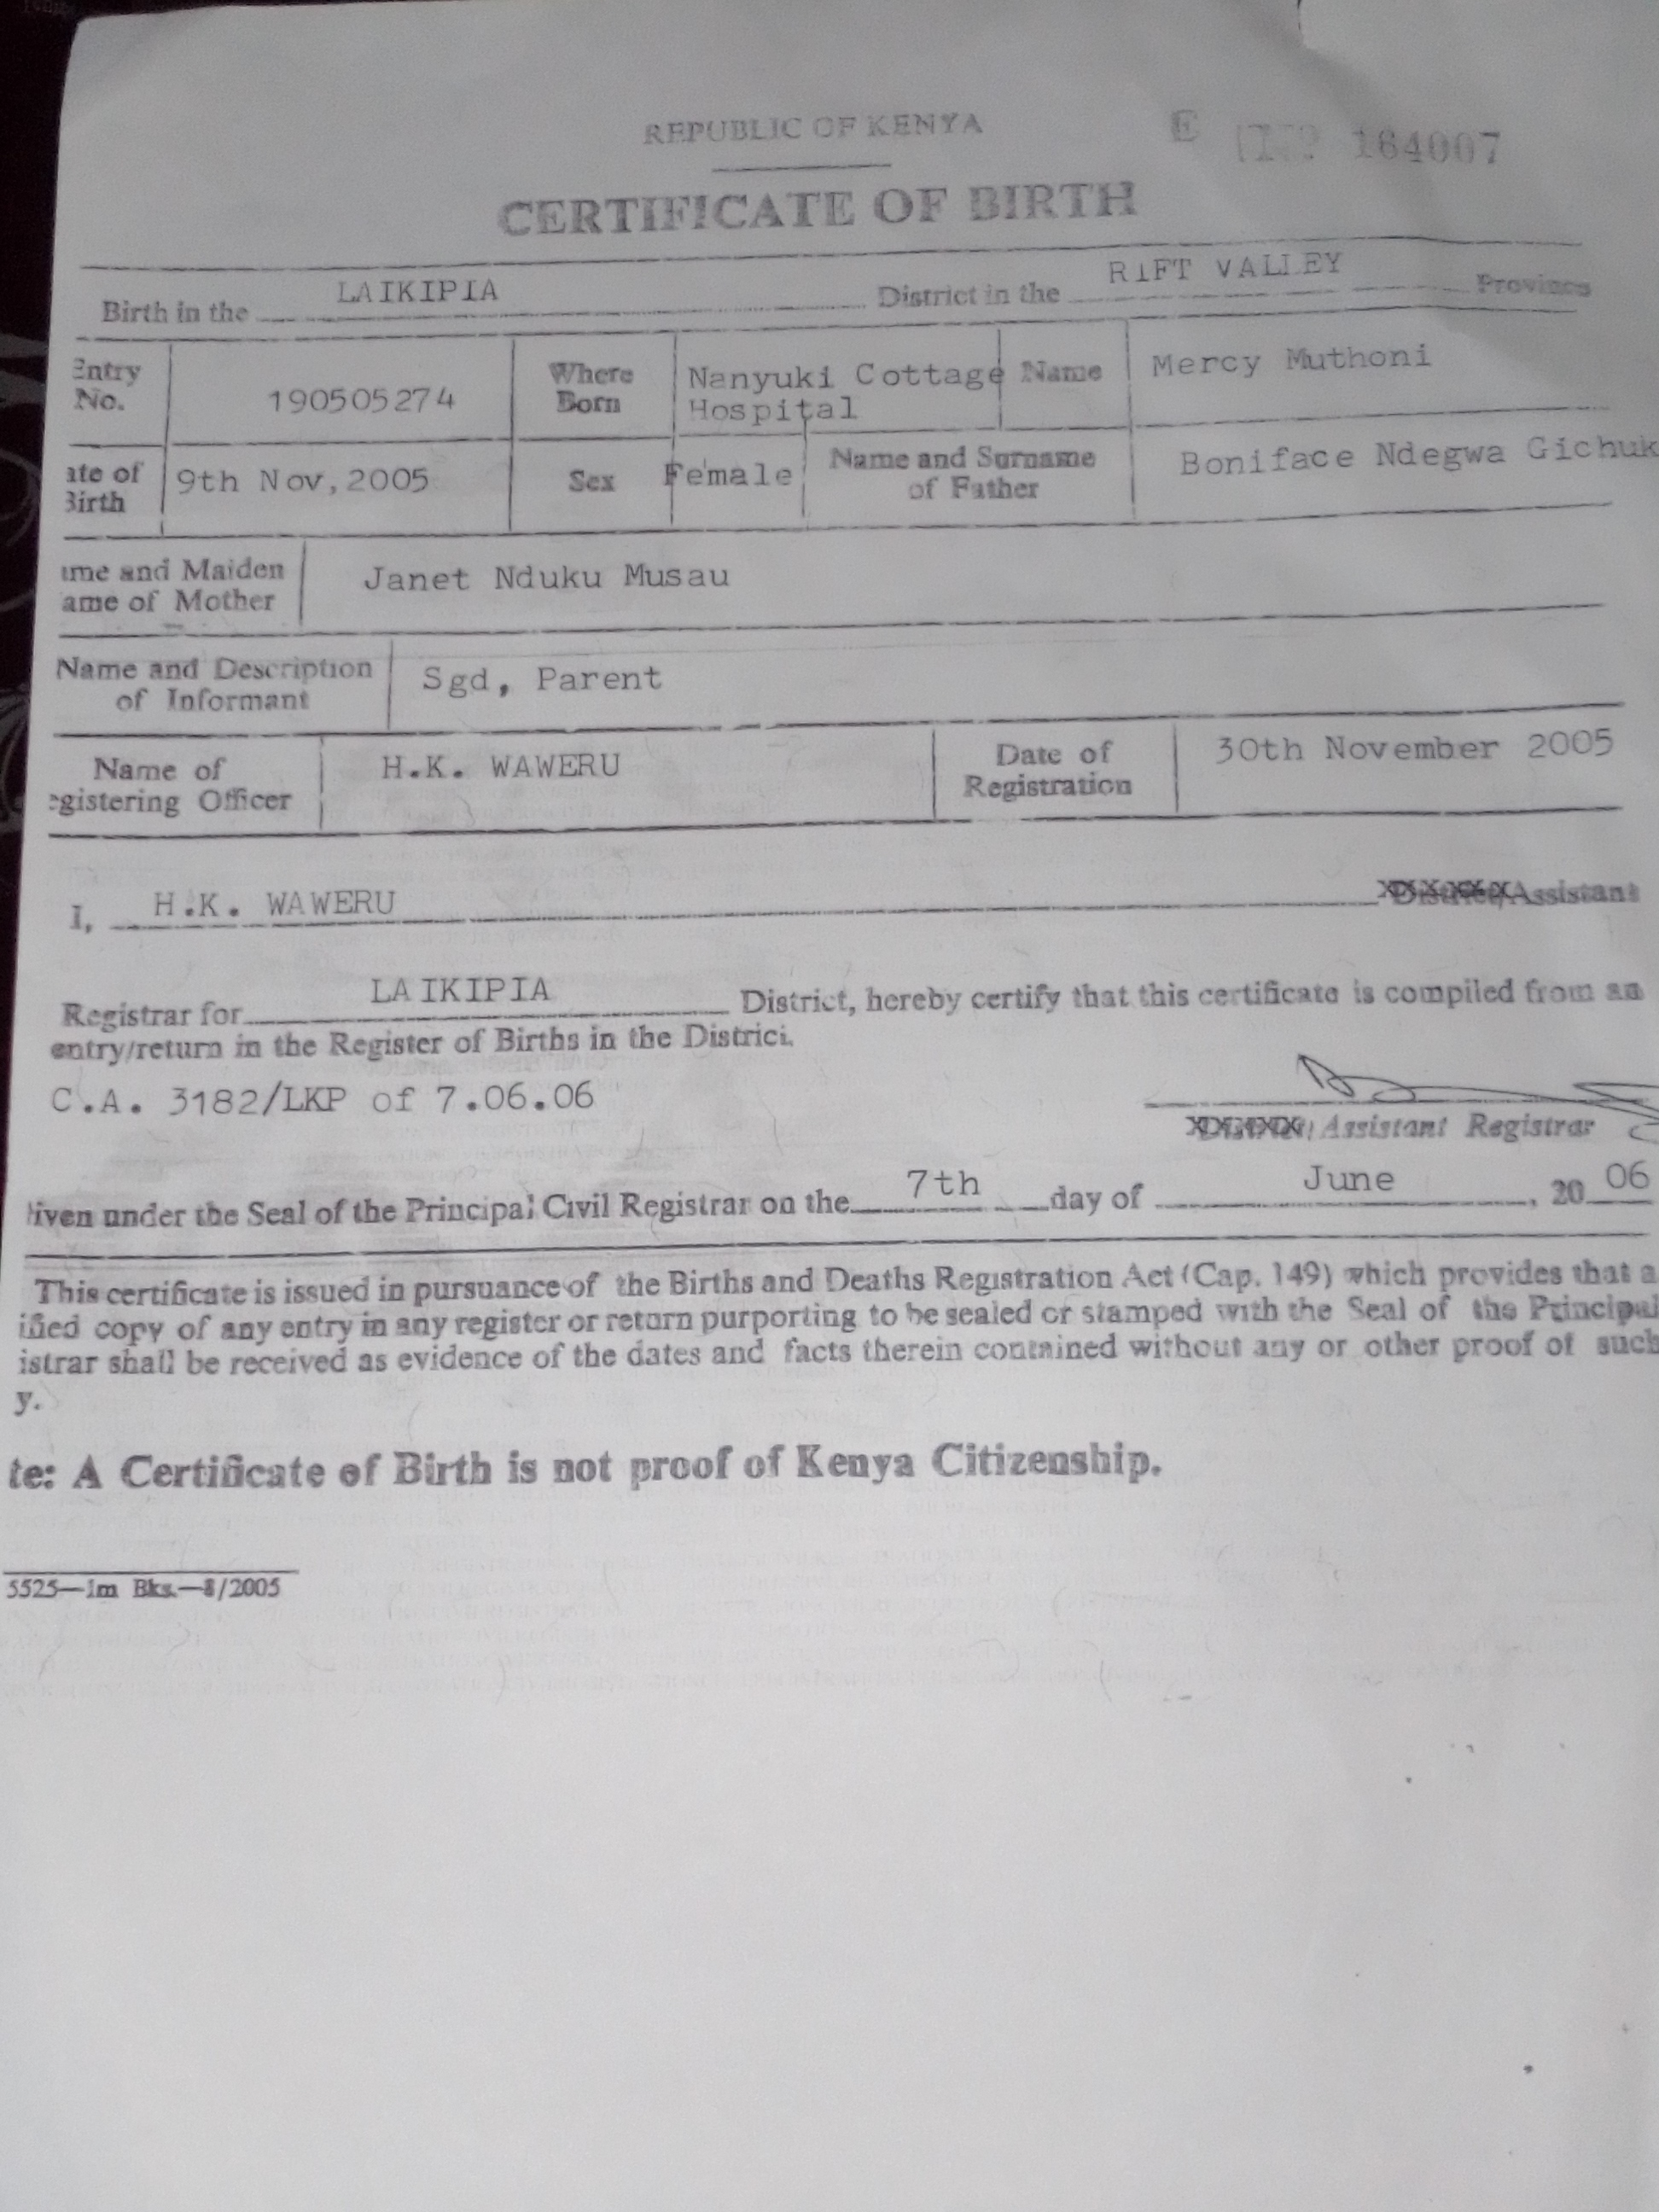 REPUBLIC OF KENYA
E 164007
CERTIFICATE OF BIRTH
Birth in the LAIKIPIA District in the RIFT VALLEY Province
Entry No. 190505274 Where Born Nanyuki Cottage Hospital Name Mercy Muthoni
ate of Birth 9th Nov,2005 Sex Female Name and Surname of Father Boniface Ndegwa Gichuk
me and Maiden ame of Mother Janet Nduku Musau
Name and Description of Informant Sgd, Parent
Name of egistering Officer H.K. WAWERU Date of Registration 30th November 2005
I, H.K. WAWERU District/Assistant
Registrar for LAIKIPIA District, hereby certify that this certificate is compiled from an
entry/return in the Register of Births in the District.
C.A. 3182/LKP of 7.06.06
Assistant Registrar
iven under the Seal of the Principal Civil Registrar on the 7th day of June, 20 06
This certificate is issued in pursuance of the Births and Deaths Registration Act (Cap. 149) which provides that a
ified copy of any entry in any register or return purporting to be sealed or stamped with the Seal of the Principal
istrar shall be received as evidence of the dates and facts therein contained without any or other proof of such
y.
te: A Certificate of Birth is not proof of Kenya Citizenship.
5525—1m Bks.—8/2005